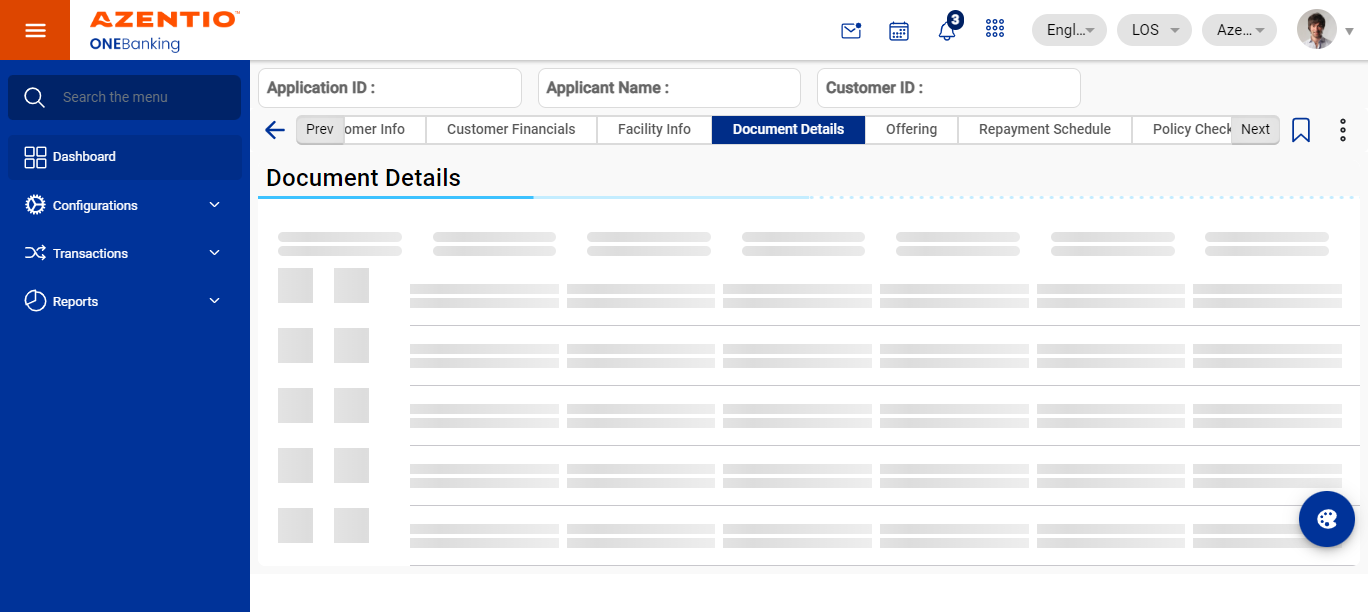 AZENTIO™
ONEBanking
3
Engl...
LOS
Aze...
Search the menu
Dashboard
Configurations
Transactions
Reports
Application ID :
Applicant Name :
Customer ID :
Prev
omer Info
Customer Financials
Facility Info
Document Details
Offering
Repayment Schedule
Policy Check
Next
Document Details